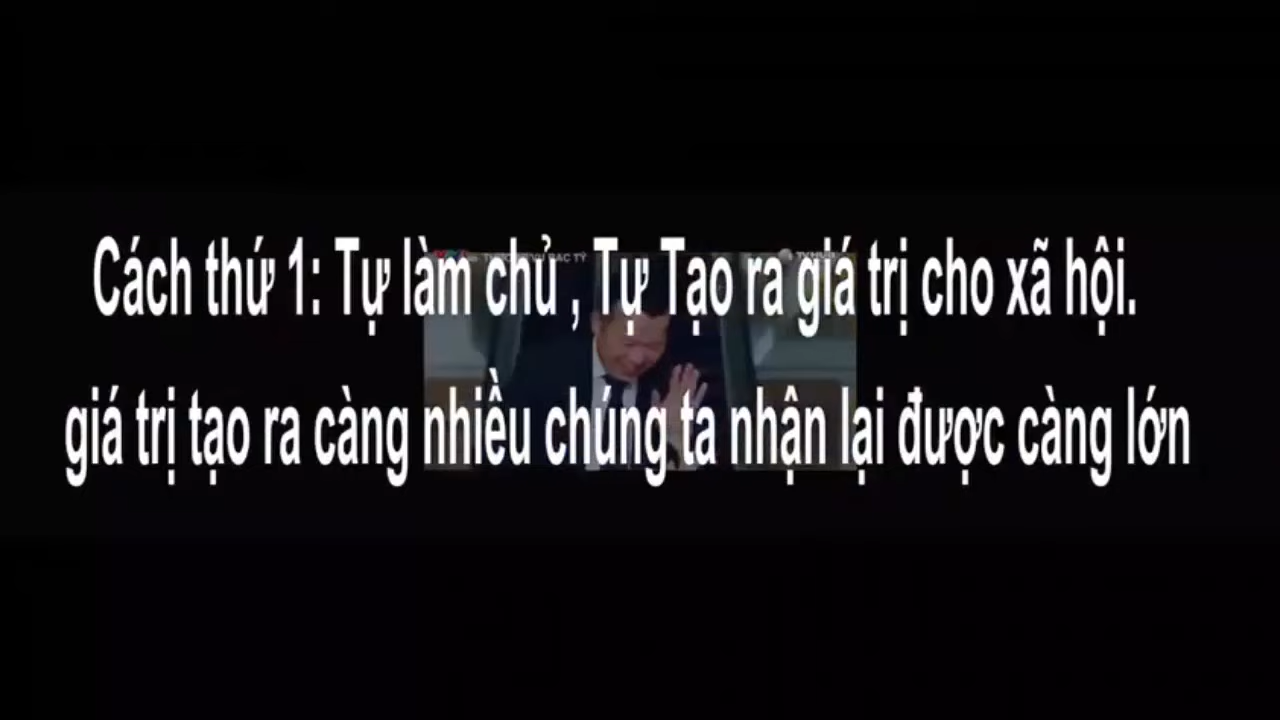 Cách thứ 1: Tự làm chủ , Tự Tạo ra giá trị cho xã hội.
giá trị tạo ra càng nhiều chúng ta nhận lại được càng lớn